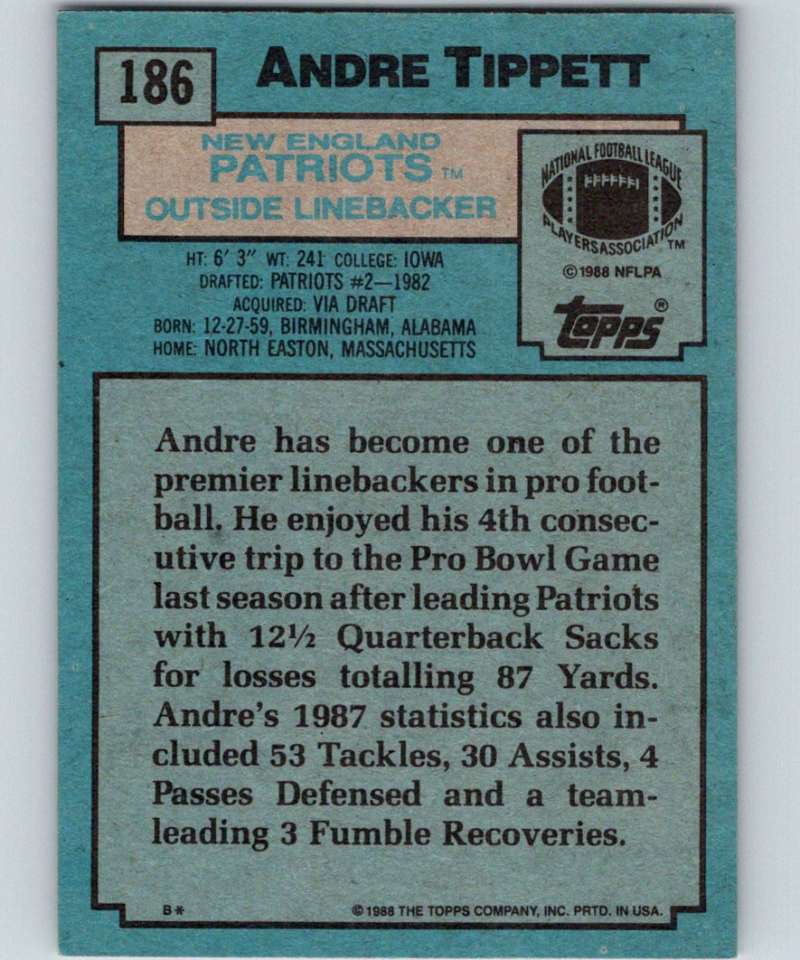 186
ANDRE TIPPETT
NEW ENGLAND
PATRIOTS TM
OUTSIDE LINEBACKER
NATIONAL FOOTBALL LEAGUE
PLAYERS ASSOCIATION TM
© 1988 NFLPA
topps ®
HT: 6' 3" WT: 241 COLLEGE: IOWA
DRAFTED: PATRIOTS #2—1982
ACQUIRED: VIA DRAFT
BORN: 12-27-59, BIRMINGHAM, ALABAMA
HOME: NORTH EASTON, MASSACHUSETTS
Andre has become one of the
premier linebackers in pro foot-
ball. He enjoyed his 4th consec-
utive trip to the Pro Bowl Game
last season after leading Patriots
with 12½ Quarterback Sacks
for losses totalling 87 Yards.
Andre's 1987 statistics also in-
cluded 53 Tackles, 30 Assists, 4
Passes Defensed and a team-
leading 3 Fumble Recoveries.
B*
© 1988 THE TOPPS COMPANY, INC. PRTD. IN USA.